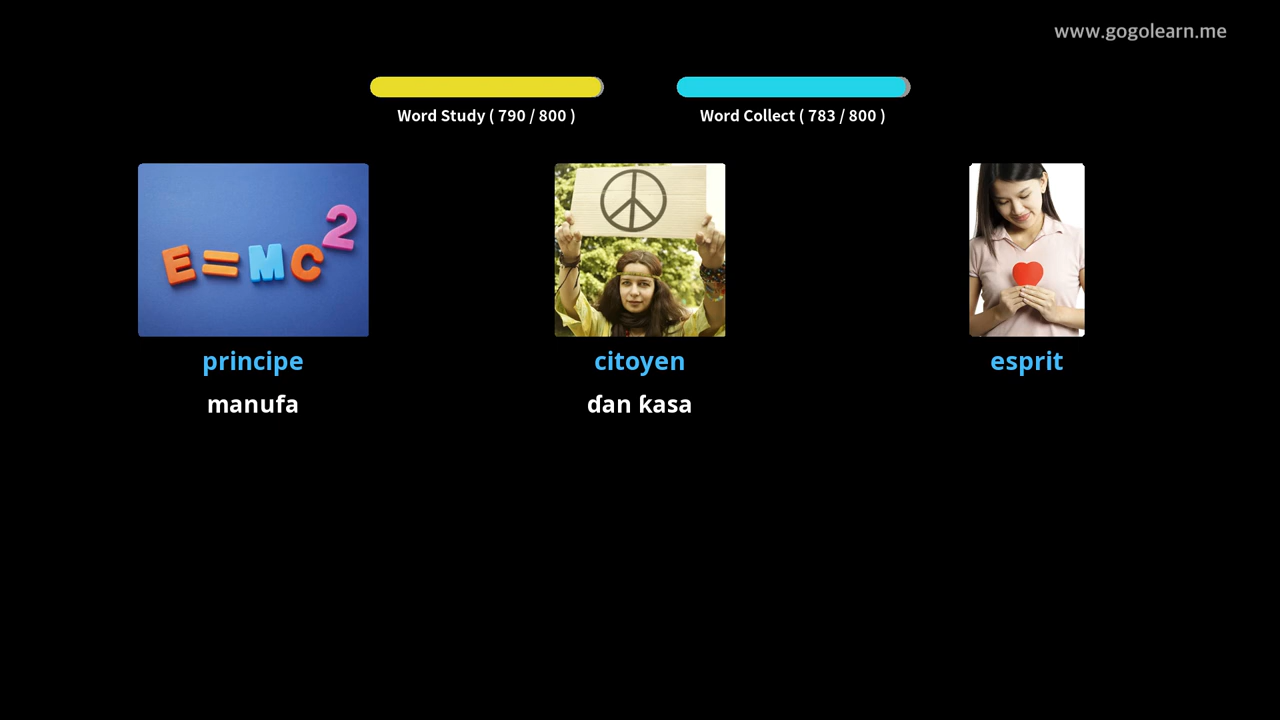 www.gogolearn.me
Word Study ( 790 / 800 )
Word Collect ( 783 / 800 )
E=MC2
principe
citoyen
esprit
manufa
ɗan ƙasa